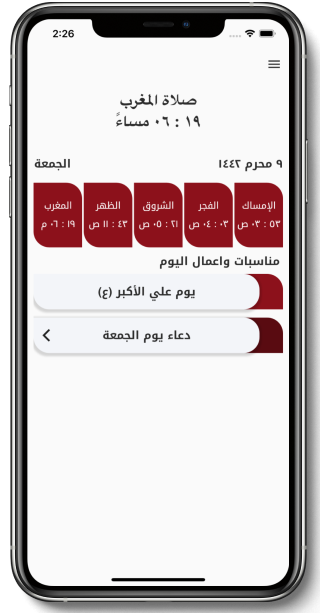 2:26
صلاة المغرب
١٩ : ٠٦ مساءً
٩ محرم ١٤٤٢
الجمعة
الإمساك
٥٣ : ٠٣ ص
الفجر
٠٣ : ٠٤ ص
الشروق
٢١ : ٠٥ ص
الظهر
٤٣ : ١١ ص
المغرب
١٩ : ٠٦ م
مناسبات واعمال اليوم
يوم علي الأكبر (ع)
دعاء يوم الجمعة